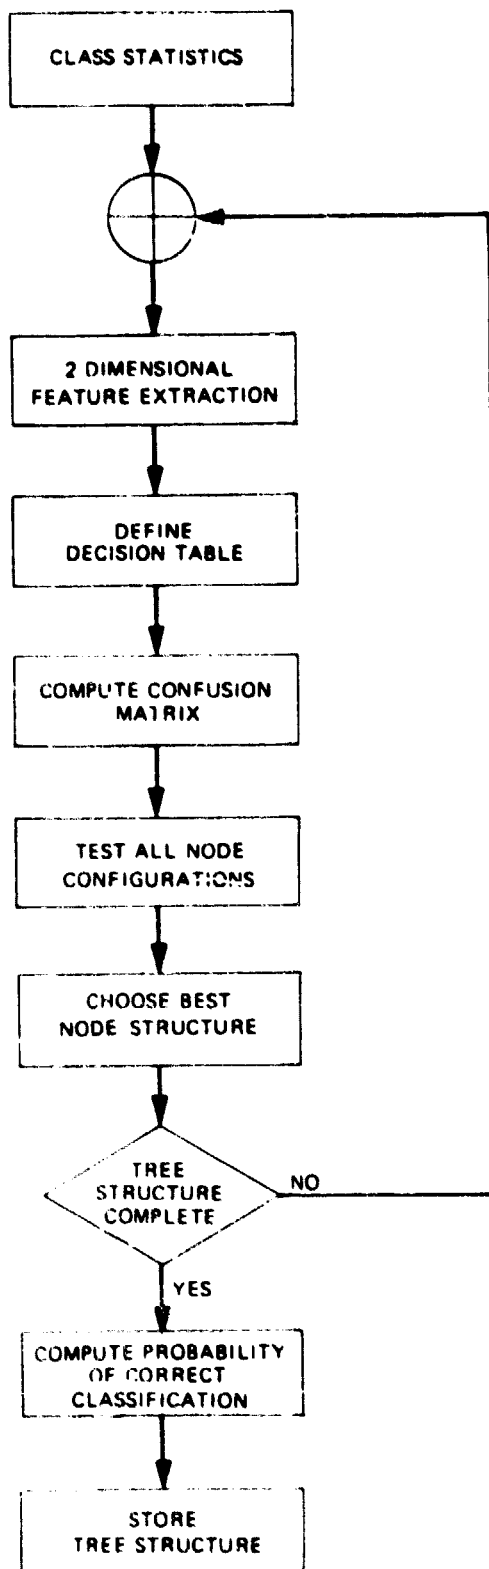 CLASS STATISTICS
2 DIMENSIONAL
FEATURE EXTRACTION
DEFINE
DECISION TABLE
COMPUTE CONFUSION
MATRIX
TEST ALL NODE
CONFIGURATIONS
CHOOSE BEST
NODE STRUCTURE
TREE
STRUCTURE
COMPLETE
NO
YES
COMPUTE PROBABILITY
OF CORRECT
CLASSIFICATION
STORE
TREE STRUCTURE